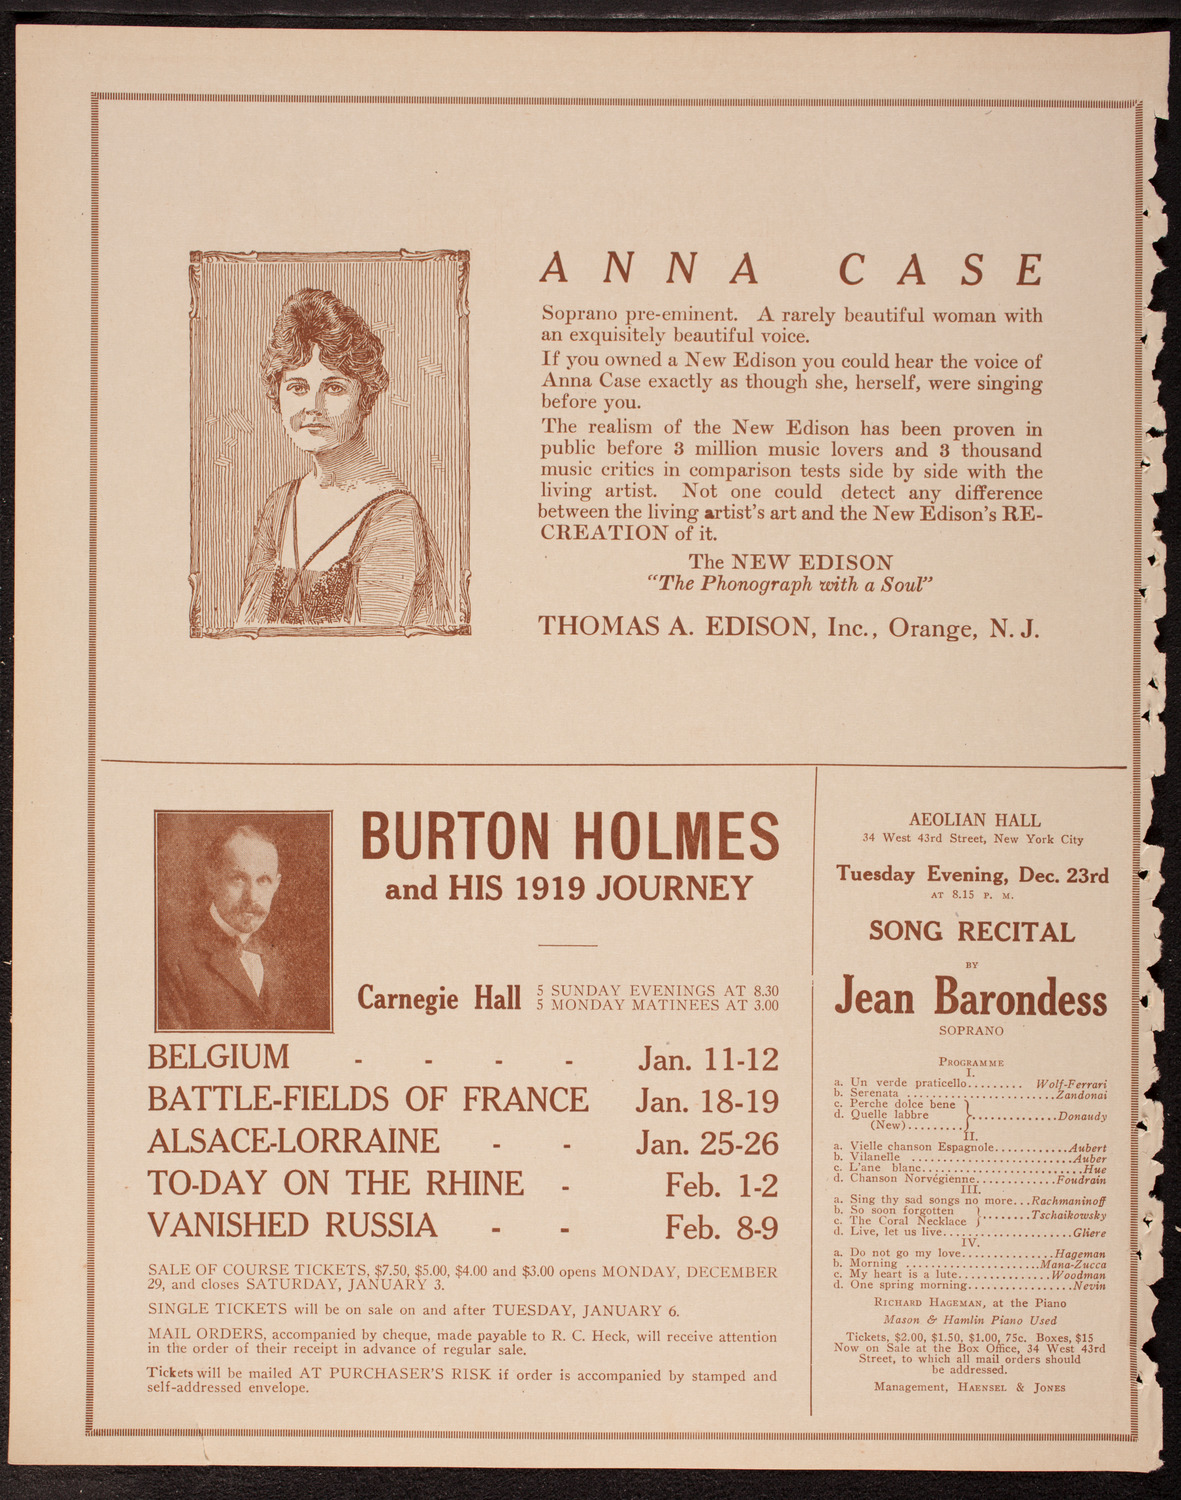 ANNA CASE
Soprano pre-eminent. A rarely beautiful woman with
an exquisitely beautiful voice.
If you owned a New Edison you could hear the voice of
Anna Case exactly as though she, herself, were singing
before you.
The realism of the New Edison has been proven in
public before 3 million music lovers and 3 thousand
music critics in comparison tests side by side with the
living artist. Not one could detect any difference
between the living artist's art and the New Edison's RE-
CREATION of it.
The NEW EDISON
"The Phonograph with a Soul"
THOMAS A. EDISON, Inc., Orange, N. J.
BURTON HOLMES
and HIS 1919 JOURNEY
Carnegie Hall
5 SUNDAY EVENINGS AT 8.30
5 MONDAY MATINEES AT 3.00
BELGIUM - - - - Jan. 11-12
BATTLE-FIELDS OF FRANCE Jan. 18-19
ALSACE-LORRAINE - - Jan. 25-26
TO-DAY ON THE RHINE - Feb. 1-2
VANISHED RUSSIA - - Feb. 8-9
SALE OF COURSE TICKETS, $7.50, $5.00, $4.00 and $3.00 opens MONDAY, DECEMBER
29, and closes SATURDAY, JANUARY 3.
SINGLE TICKETS will be on sale on and after TUESDAY, JANUARY 6.
MAIL ORDERS, accompanied by cheque, made payable to R. C. Heck, will receive attention
in the order of their receipt in advance of regular sale.
Tickets will be mailed AT PURCHASER'S RISK if order is accompanied by stamped and
self-addressed envelope.
AEOLIAN HALL
34 West 43rd Street, New York City
Tuesday Evening, Dec. 23rd
AT 8.15 P. M.
SONG RECITAL
BY
Jean Barondess
SOPRANO
PROGRAMME
I.
a. Un verde praticello......... Wolf-Ferrari
b. Serenata .........................Zandonai
c. Perche dolce bene
d. Quelle labbre ..............Donaudy
(New).........
II.
a. Vielle chanson Espagnole...........Aubert
b. Vilanelle ........................Auber
c. L'ane blanc..........................Hue
d. Chanson Norvégienne............Foudrain
III.
a. Sing thy sad songs no more...Rachmaninoff
b. So soon forgotten
c. The Coral Necklace ........Tschaikowsky
d. Live, let us live....................Gliere
IV.
a. Do not go my love..............Hageman
b. Morning .....................Mana-Zucca
c. My heart is a lute..............Woodman
d. One spring morning................Nevin
RICHARD HAGEMAN, at the Piano
Mason & Hamlin Piano Used
Tickets, $2.00, $1.50, $1.00, 75c. Boxes, $15
Now on Sale at the Box Office, 34 West 43rd
Street, to which all mail orders should
be addressed.
Management, HAENSEL & JONES